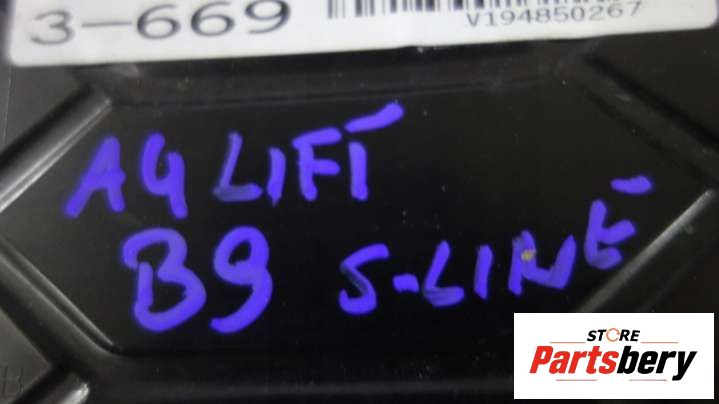 3-669
V194850267
A4 LIFT
B9 S-LINE
STORE
Partsbery